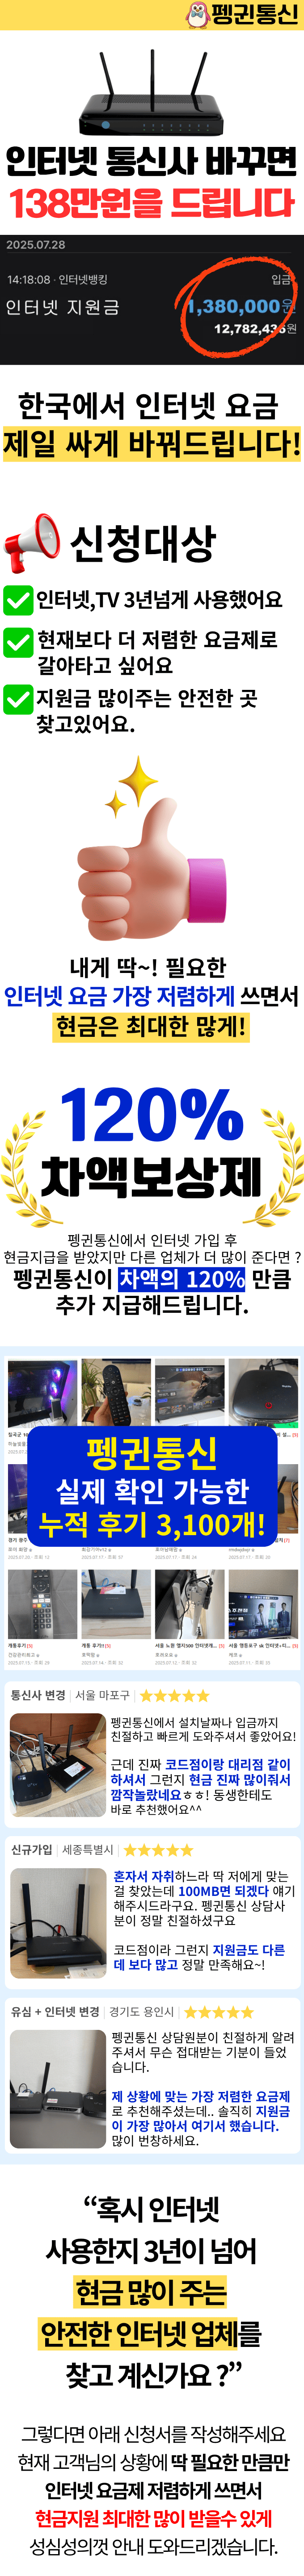 펭귄통신
인터넷 통신사 바꾸면
138만원을 드립니다
2025.07.28
14:18:08 · 인터넷뱅킹
입금
인터넷 지원금
1,380,000원
12,782,436원
한국에서 인터넷 요금
제일 싸게 바꿔드립니다!
신청대상
인터넷,TV 3년넘게 사용했어요
현재보다 더 저렴한 요금제로
갈아타고 싶어요
지원금 많이주는 안전한 곳
찾고있어요.
내게 딱~! 필요한
인터넷 요금 가장 저렴하게 쓰면서
현금은 최대한 많게!
120%
차액보상제
펭귄통신에서 인터넷 가입 후
현금지급을 받았지만 다른 업체가 더 많이 준다면 ?
펭귄통신이 차액의 120% 만큼
추가 지급해드립니다.
펭귄통신
실제 확인 가능한
누적 후기 3,100개!
개통후기
개통 후기!!
통신사 변경 | 서울 마포구 |
펭귄통신에서 설치날짜나 입금까지
친절하고 빠르게 도와주셔서 좋았어요!
근데 진짜 코드점이랑 대리점 같이
하셔서 그런지 현금 진짜 많이줘서
깜작놀랐네요ㅎㅎ! 동생한테도
바로 추천했어요^^
신규가입 | 세종특별시 |
혼자서 자취하느라 딱 저에게 맞는
걸 찾았는데 100MB면 되겠다 얘기
해주시드라구요. 펭귄통신 상담사
분이 정말 친절하셨구요
코드점이라 그런지 지원금도 다른
데 보다 많고 정말 만족해요~!
유심 + 인터넷 변경 | 경기도 용인시 |
펭귄통신 상담원분이 친절하게 알려
주셔서 무슨 접대받는 기분이 들었
습니다.
제 상황에 맞는 가장 저렴한 요금제
로 추천해주셨는데.. 솔직히 지원금
이 가장 많아서 여기서 했습니다.
많이 번창하세요.
“혹시 인터넷
사용한지 3년이 넘어
현금 많이 주는
안전한 인터넷 업체를
찾고 계신가요 ?”
그렇다면 아래 신청서를 작성해주세요
현재 고객님의 상황에 딱 필요한 만큼만
인터넷 요금제 저렴하게 쓰면서
현금지원 최대한 많이 받을수 있게
성심성의껏 안내 도와드리겠습니다.